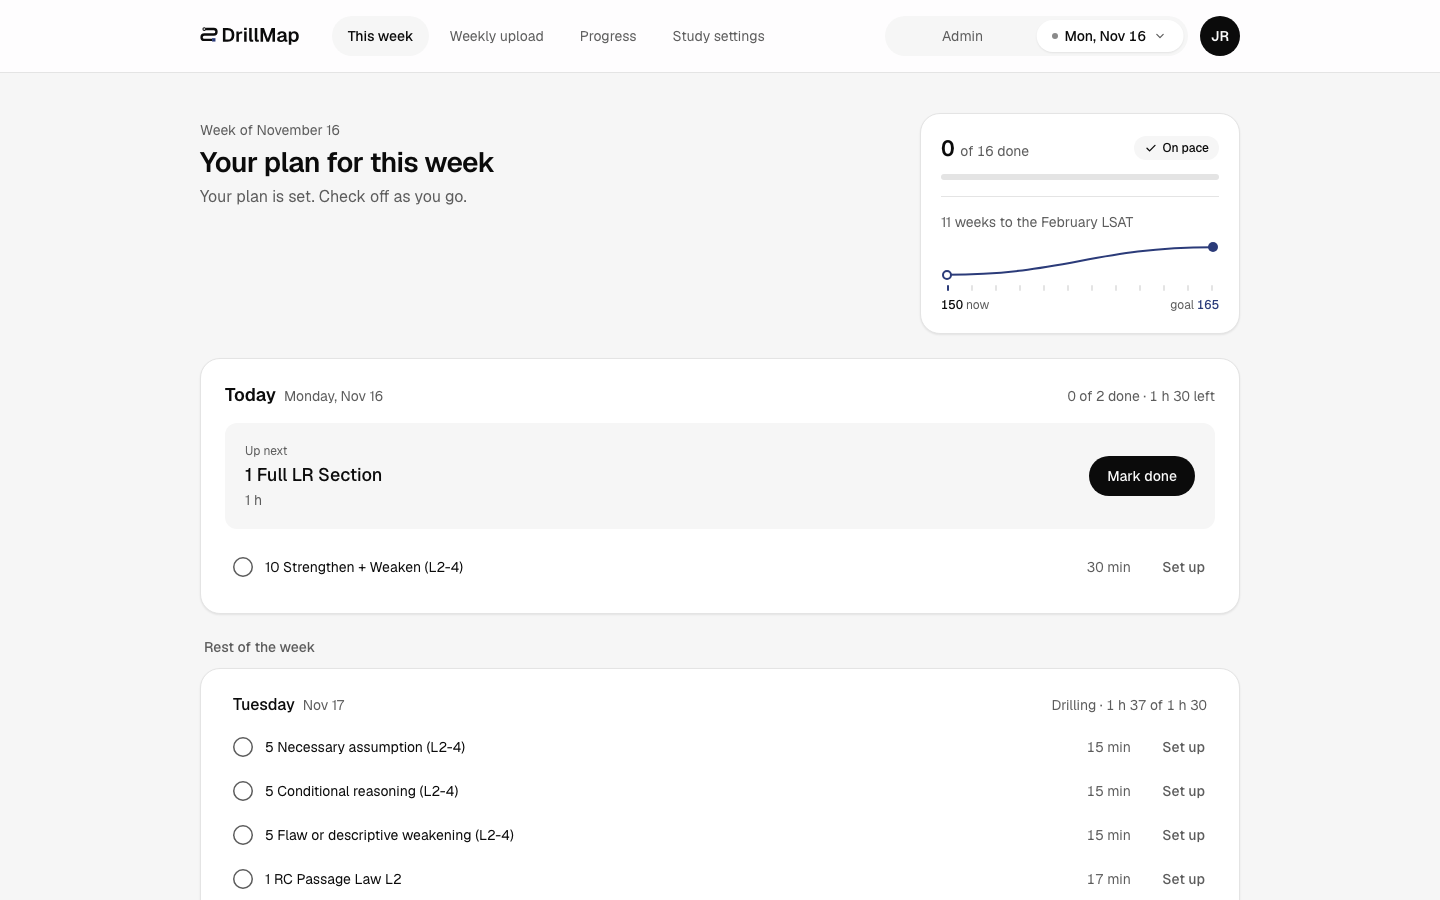 DrillMap
This week
Weekly upload
Progress
Study settings
Admin
Mon, Nov 16
JR
Week of November 16
Your plan for this week
Your plan is set. Check off as you go.
0 of 16 done
On pace
11 weeks to the February LSAT
150 now
goal 165
Today Monday, Nov 16
0 of 2 done · 1 h 30 left
Up next
1 Full LR Section
1 h
Mark done
10 Strengthen + Weaken (L2-4)
30 min
Set up
Rest of the week
Tuesday Nov 17
Drilling · 1 h 37 of 1 h 30
5 Necessary assumption (L2-4)
15 min
Set up
5 Conditional reasoning (L2-4)
15 min
Set up
5 Flaw or descriptive weakening (L2-4)
15 min
Set up
1 RC Passage Law L2
17 min
Set up